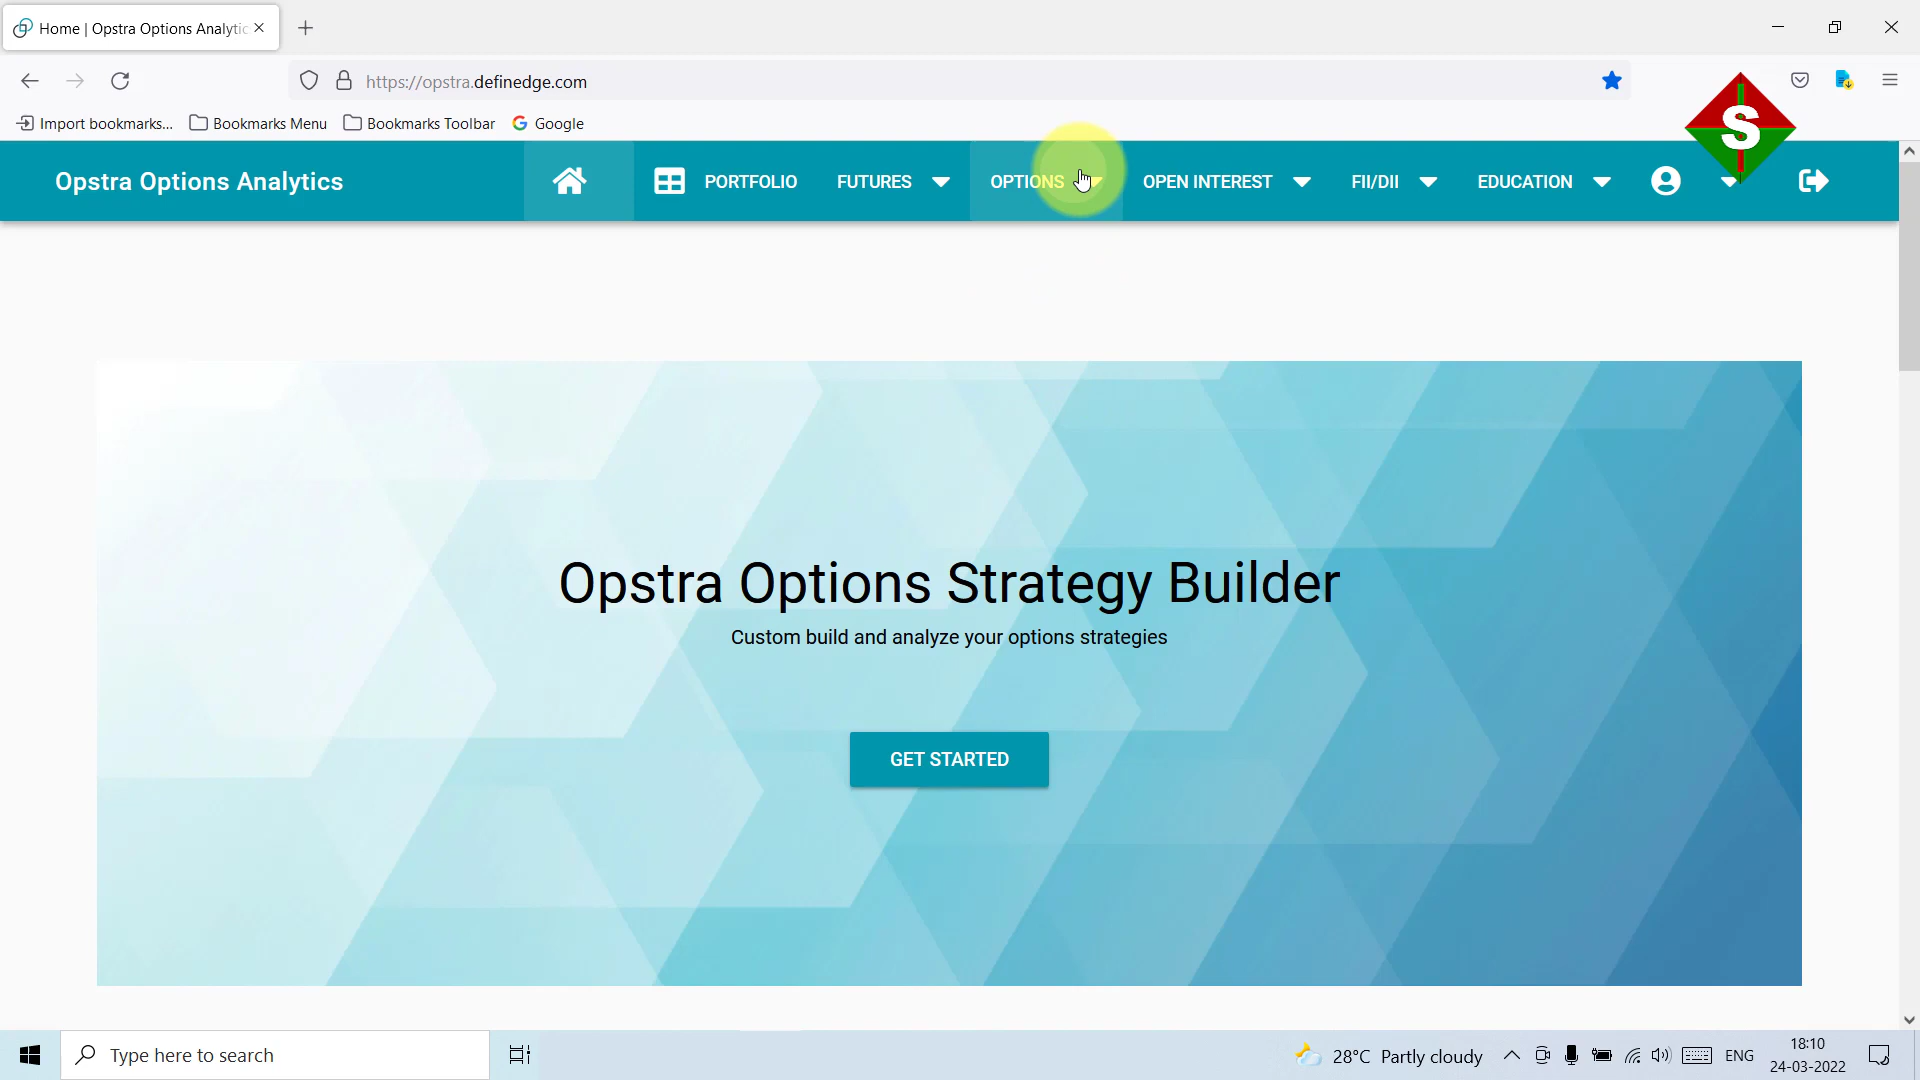 Home | Opstra Options Analytic
https://opstra.definedge.com
Import bookmarks... Bookmarks Menu Bookmarks Toolbar Google
S
Opstra Options Analytics PORTFOLIO FUTURES OPTIONS OPEN INTEREST FII/DII EDUCATION
Opstra Options Strategy Builder
Custom build and analyze your options strategies
GET STARTED
Type here to search 28°C Partly cloudy ENG 18:10
24-03-2022